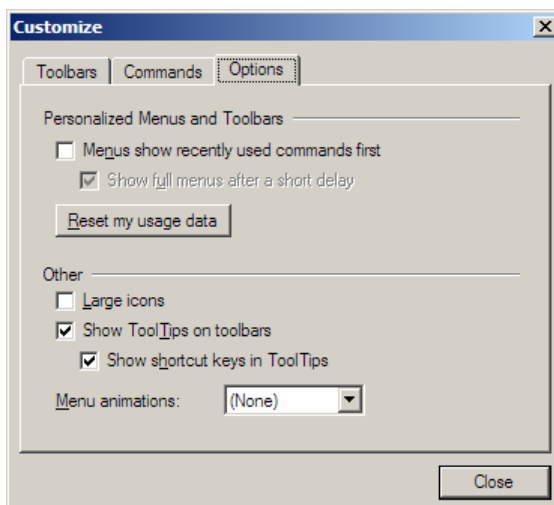 Customize
Toolbars Commands Options
Personalized Menus and Toolbars
Menus show recently used commands first
Show full menus after a short delay
Reset my usage data
Other
Large icons
Show ToolTips on toolbars
Show shortcut keys in ToolTips
Menu animations: (None)
Close